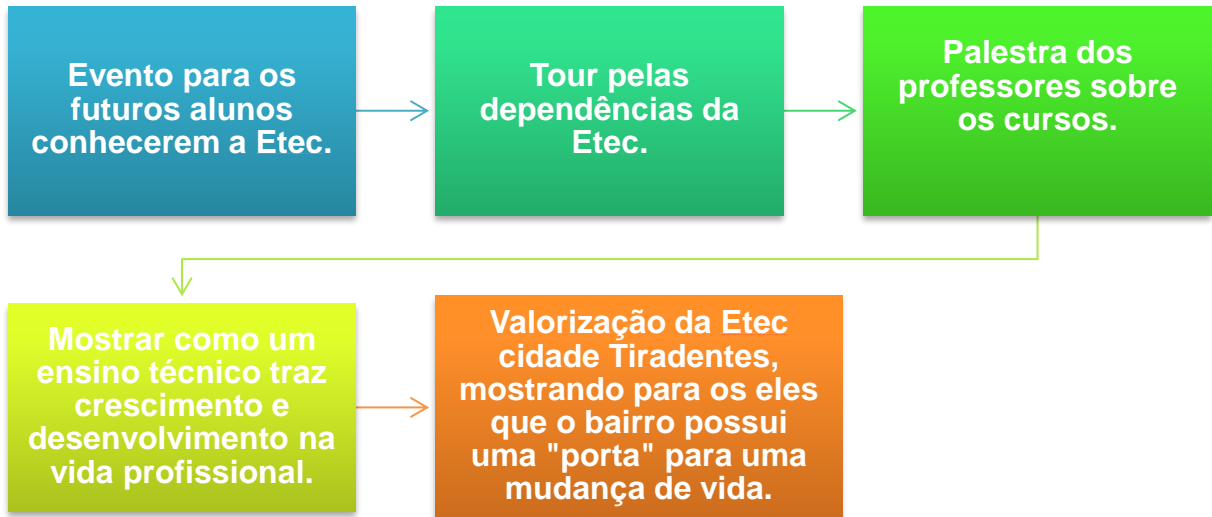 Evento para os
futuros alunos
conhecerem a Etec.
Tour pelas
dependências da
Etec.
Palestra dos
professores sobre
os cursos.
Mostrar como um
ensino técnico traz
crescimento e
desenvolvimento na
vida profissional.
Valorização da Etec
cidade Tiradentes,
mostrando para os eles
que o bairro possui
uma "porta" para uma
mudança de vida.